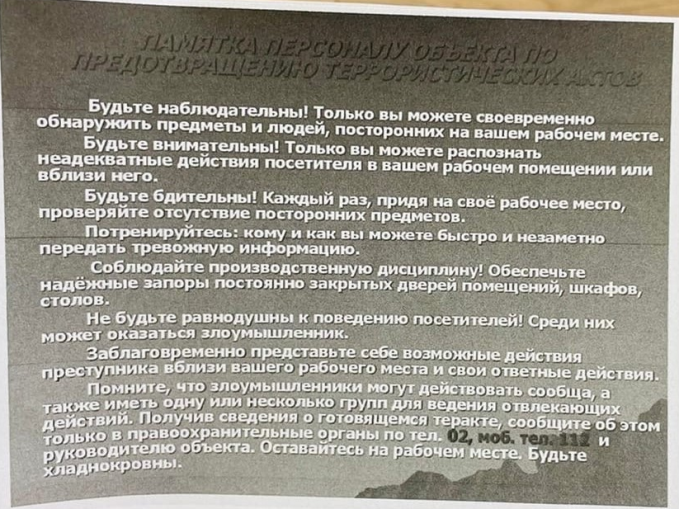 ПАМЯТКА ПЕРСОНАЛУ ОБЪЕКТА ПО
ПРЕДОТВРАЩЕНИЮ ТЕРРОРИСТИЧЕСКИХ АКТОВ
Будьте наблюдательны! Только вы можете своевременно
обнаружить предметы и людей, посторонних на вашем рабочем месте.
Будьте внимательны! Только вы можете распознать
неадекватные действия посетителя в вашем рабочем помещении или
вблизи него.
Будьте бдительны! Каждый раз, придя на своё рабочее место,
проверяйте отсутствие посторонних предметов.
Потренируйтесь: кому и как вы можете быстро и незаметно
передать тревожную информацию.
Соблюдайте производственную дисциплину! Обеспечьте
надёжные запоры постоянно закрытых дверей помещений, шкафов,
столов.
Не будьте равнодушны к поведению посетителей! Среди них
может оказаться злоумышленник.
Заблаговременно представьте себе возможные действия
преступника вблизи вашего рабочего места и свои ответные действия.
Помните, что злоумышленники могут действовать сообща, а
также иметь одну или несколько групп для ведения отвлекающих
действий. Получив сведения о готовящемся теракте, сообщите об этом
только в правоохранительные органы по тел. 02, моб. тел. 112 и
руководителю объекта. Оставайтесь на рабочем месте. Будьте
хладнокровны.